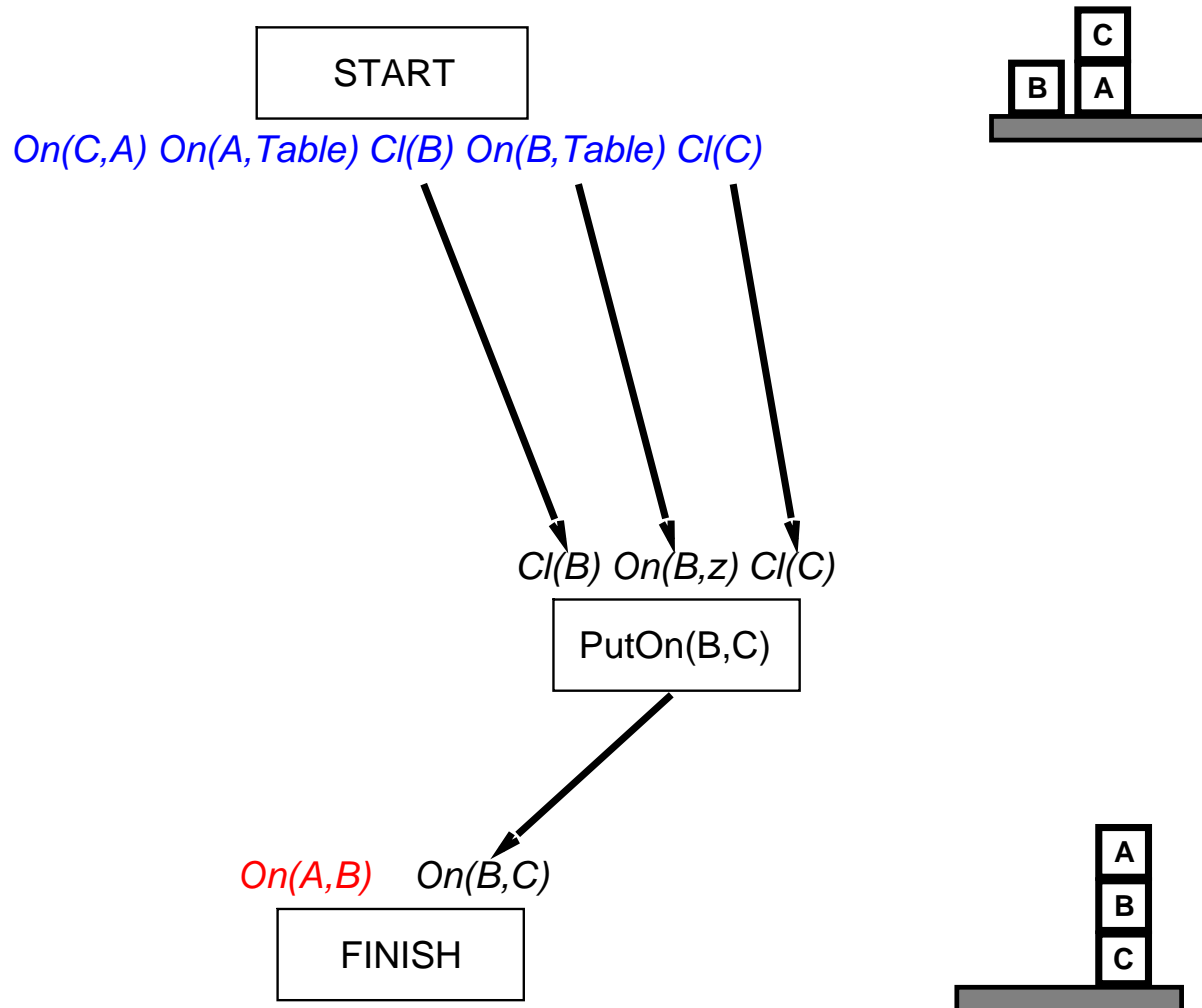 START
C
B A
On(C,A) On(A,Table) Cl(B) On(B,Table) Cl(C)
Cl(B) On(B,z) Cl(C)
PutOn(B,C)
On(A,B) On(B,C)
FINISH
A
B
C